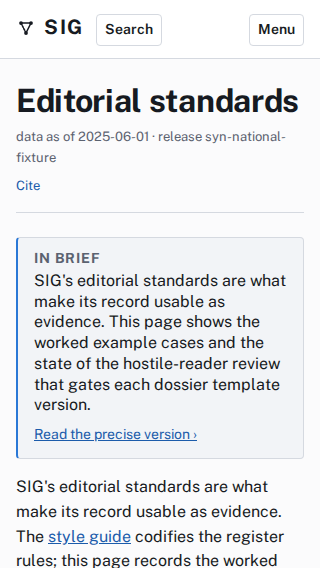 SIG
Search
Menu
Editorial standards
data as of 2025-06-01 · release syn-national-
fixture
Cite
IN BRIEF
SIG's editorial standards are what
make its record usable as
evidence. This page shows the
worked example cases and the
state of the hostile-reader review
that gates each dossier template
version.
Read the precise version ›
SIG's editorial standards are what
make its record usable as evidence.
The style guide codifies the register
rules; this page records the worked